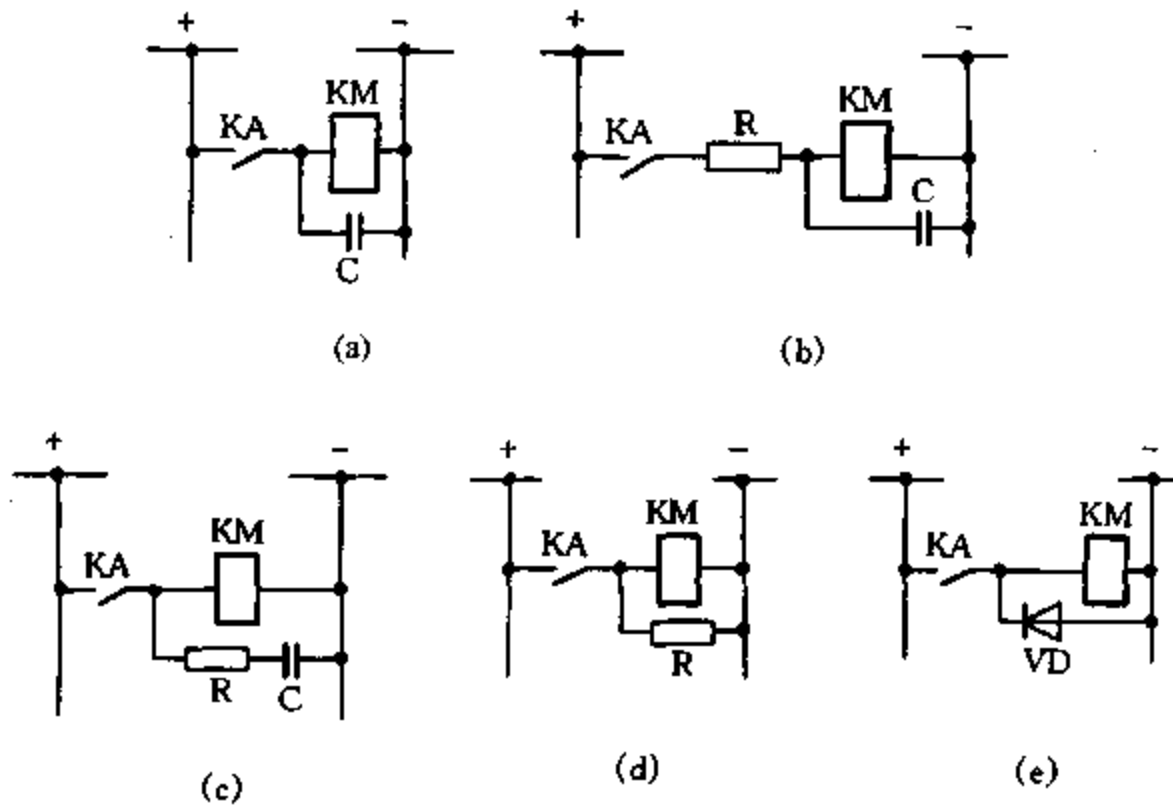 + - + -
KM KM
KA KA R
C C
(a) (b)
+ - + - + -
KM KM KM
KA KA KA
R C R VD
(c) (d) (e)